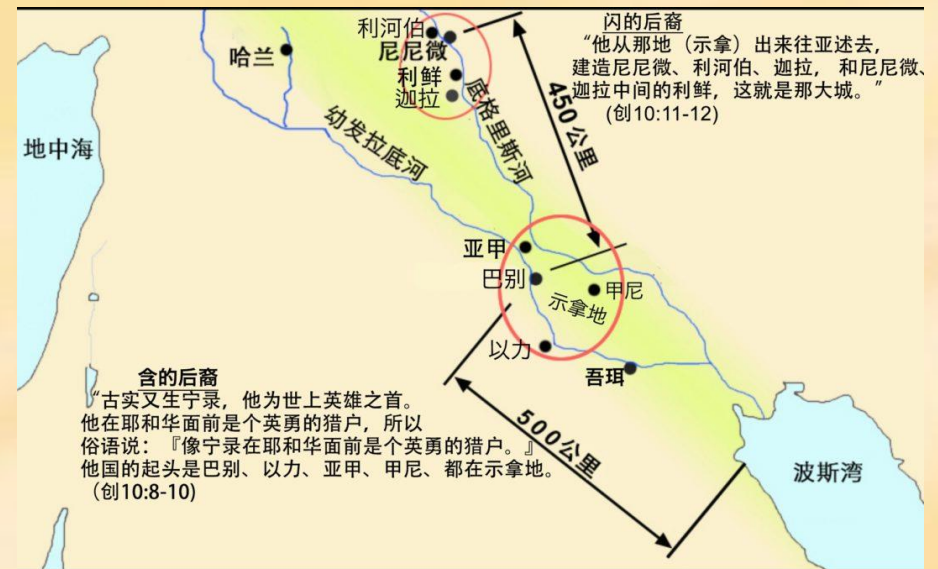 利河伯
尼尼微
利鲜
迦拉
哈兰
底格里斯河
幼发拉底河
地中海
450公里
闪的后裔
“他从那地（示拿）出来往亚述去，
建造尼尼微、利河伯、迦拉， 和尼尼微、
迦拉中间的利鲜，这就是那大城。”
(创10:11-12)
亚甲
巴别
甲尼
示拿地
以力
吾珥
500公里
波斯湾
含的后裔
“古实又生宁录，他为世上英雄之首。
他在耶和华面前是个英勇的猎户，所以
俗语说：『像宁录在耶和华面前是个英勇的猎户。』
他国的起头是巴别、以力、亚甲、甲尼、都在示拿地。
（创10:8-10)